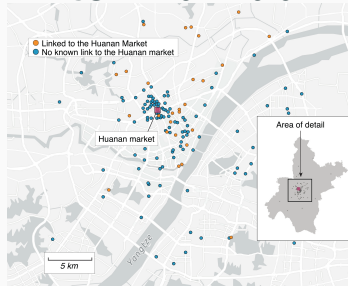 Linked to the Huanan Market
No known link to the Huanan market
Huanan market
Area of detail
Yangtze
5 km